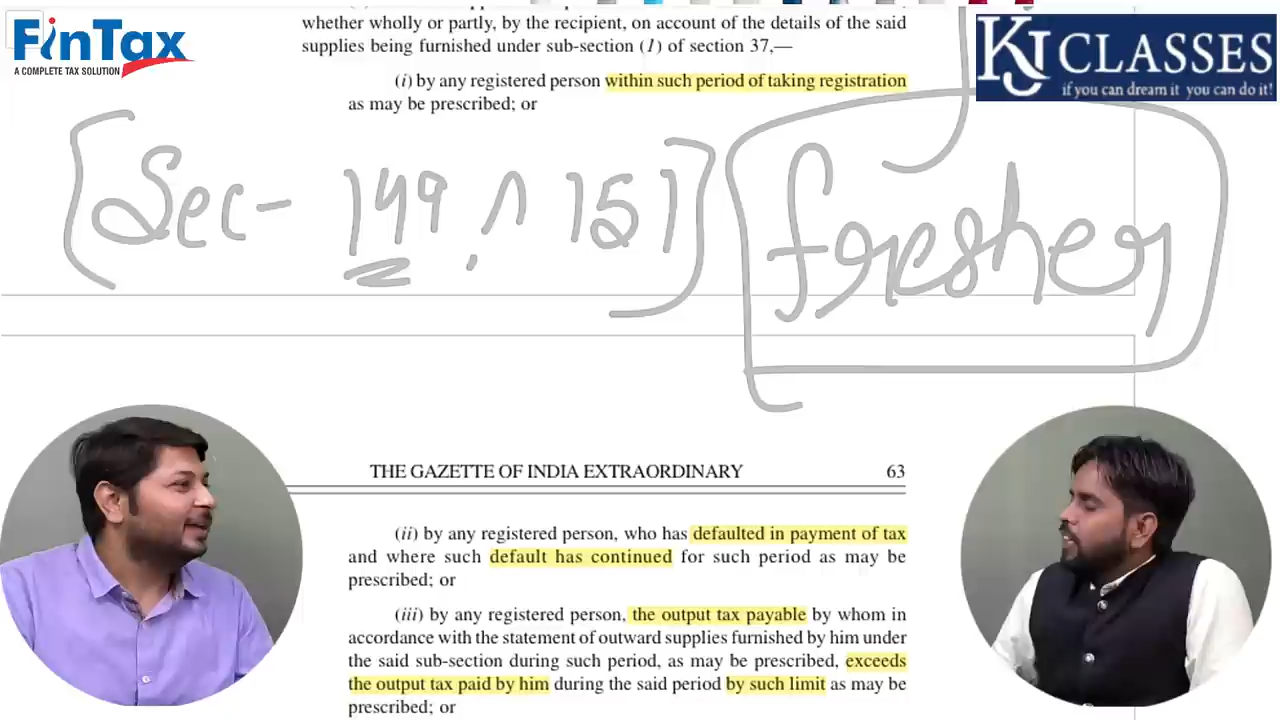 FinTax
A COMPLETE TAX SOLUTION
KJ CLASSES
if you can dream it you can do it!
whether wholly or partly, by the recipient, on account of the details of the said
supplies being furnished under sub-section (1) of section 37,—
(i) by any registered person within such period of taking registration
as may be prescribed; or
[Sec- 149 1 151]
fresher
THE GAZETTE OF INDIA EXTRAORDINARY 63
(ii) by any registered person, who has defaulted in payment of tax
and where such default has continued for such period as may be
prescribed; or
(iii) by any registered person, the output tax payable by whom in
accordance with the statement of outward supplies furnished by him under
the said sub-section during such period, as may be prescribed, exceeds
the output tax paid by him during the said period by such limit as may be
prescribed; or